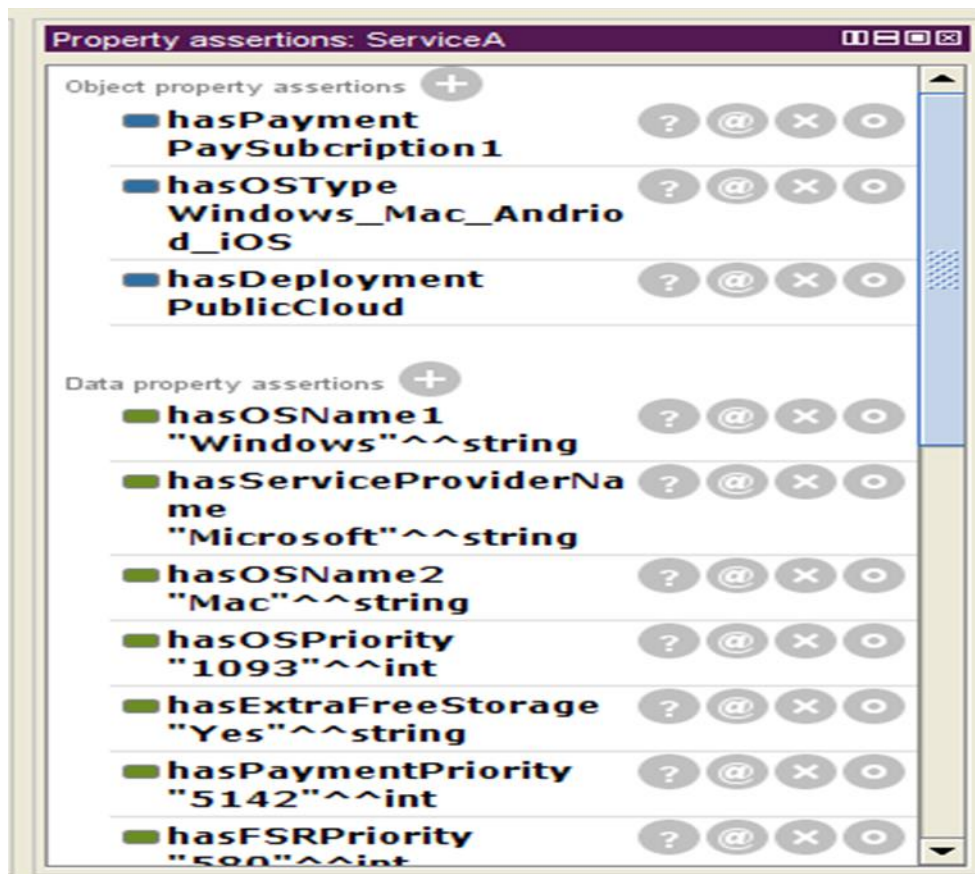 Property assertions: ServiceA
Object property assertions
hasPayment
PaySubcription1
hasOSType
Windows_Mac_Andrio
d_iOS
hasDeployment
PublicCloud
Data property assertions
hasOSName1
"Windows"^^string
hasServiceProviderNa
me
"Microsoft"^^string
hasOSName2
"Mac"^^string
hasOSPriority
"1093"^^int
hasExtraFreeStorage
"Yes"^^string
hasPaymentPriority
"5142"^^int
hasFSRPriority